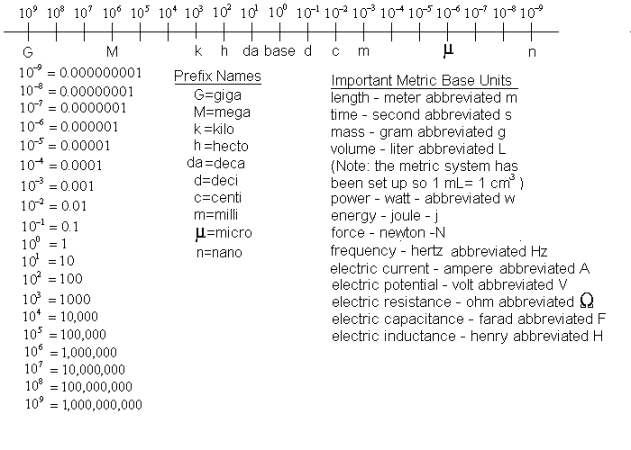 10⁹ 10⁸ 10⁷ 10⁶ 10⁵ 10⁴ 10³ 10² 10¹ 10⁰ 10⁻¹ 10⁻² 10⁻³ 10⁻⁴ 10⁻⁵ 10⁻⁶ 10⁻⁷ 10⁻⁸ 10⁻⁹
G M k h da base d c m μ n
10⁻⁹ = 0.000000001
10⁻⁸ = 0.00000001
10⁻⁷ = 0.0000001
10⁻⁶ = 0.000001
10⁻⁵ = 0.00001
10⁻⁴ = 0.0001
10⁻³ = 0.001
10⁻² = 0.01
10⁻¹ = 0.1
10⁰ = 1
10¹ = 10
10² = 100
10³ = 1000
10⁴ = 10,000
10⁵ = 100,000
10⁶ = 1,000,000
10⁷ = 10,000,000
10⁸ = 100,000,000
10⁹ = 1,000,000,000
Prefix Names
G=giga
M=mega
k=kilo
h=hecto
da=deca
d=deci
c=centi
m=milli
μ=micro
n=nano
Important Metric Base Units
length - meter abbreviated m
time - second abbreviated s
mass - gram abbreviated g
volume - liter abbreviated L
(Note: the metric system has
been set up so 1 mL= 1 cm³ )
power - watt - abbreviated w
energy - joule - j
force - newton -N
frequency - hertz abbreviated Hz
electric current - ampere abbreviated A
electric potential - volt abbreviated V
electric resistance - ohm abbreviated Ω
electric capacitance - farad abbreviated F
electric inductance - henry abbreviated H